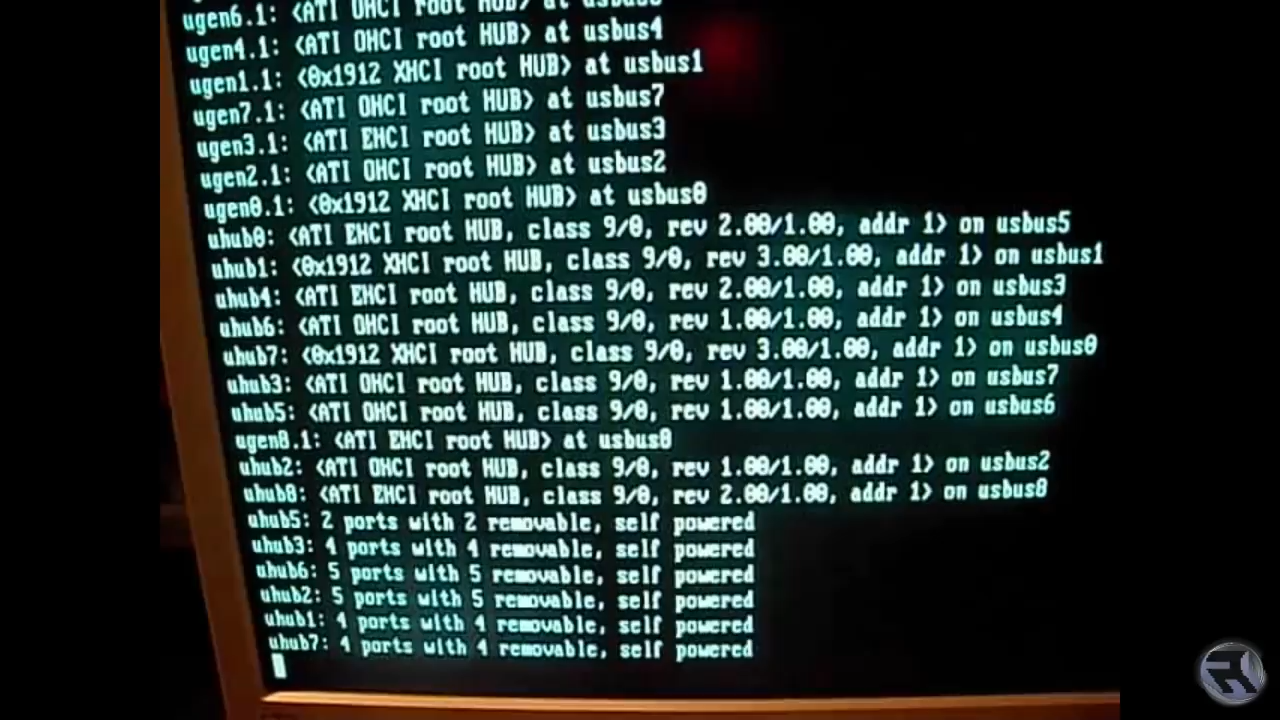 ugen6.1: <ATI OHCI root HUB> at
ugen4.1: <ATI OHCI root HUB> at usbus4
ugen1.1: <0x1912 XHCI root HUB> at usbus1
ugen7.1: <ATI OHCI root HUB> at usbus7
ugen3.1: <ATI EHCI root HUB> at usbus3
ugen2.1: <ATI OHCI root HUB> at usbus2
ugen0.1: <0x1912 XHCI root HUB> at usbus0
uhub0: <ATI EHCI root HUB, class 9/0, rev 2.00/1.00, addr 1> on usbus5
uhub1: <0x1912 XHCI root HUB, class 9/0, rev 3.00/1.00, addr 1> on usbus1
uhub4: <ATI EHCI root HUB, class 9/0, rev 2.00/1.00, addr 1> on usbus3
uhub6: <ATI OHCI root HUB, class 9/0, rev 1.00/1.00, addr 1> on usbus4
uhub7: <0x1912 XHCI root HUB, class 9/0, rev 3.00/1.00, addr 1> on usbus0
uhub3: <ATI OHCI root HUB, class 9/0, rev 1.00/1.00, addr 1> on usbus7
uhub5: <ATI OHCI root HUB, class 9/0, rev 1.00/1.00, addr 1> on usbus6
ugen8.1: <ATI EHCI root HUB> at usbus8
uhub2: <ATI OHCI root HUB, class 9/0, rev 1.00/1.00, addr 1> on usbus2
uhub8: <ATI EHCI root HUB, class 9/0, rev 2.00/1.00, addr 1> on usbus8
uhub5: 2 ports with 2 removable, self powered
uhub3: 4 ports with 4 removable, self powered
uhub6: 5 ports with 5 removable, self powered
uhub2: 5 ports with 5 removable, self powered
uhub1: 4 ports with 4 removable, self powered
uhub7: 4 ports with 4 removable, self powered